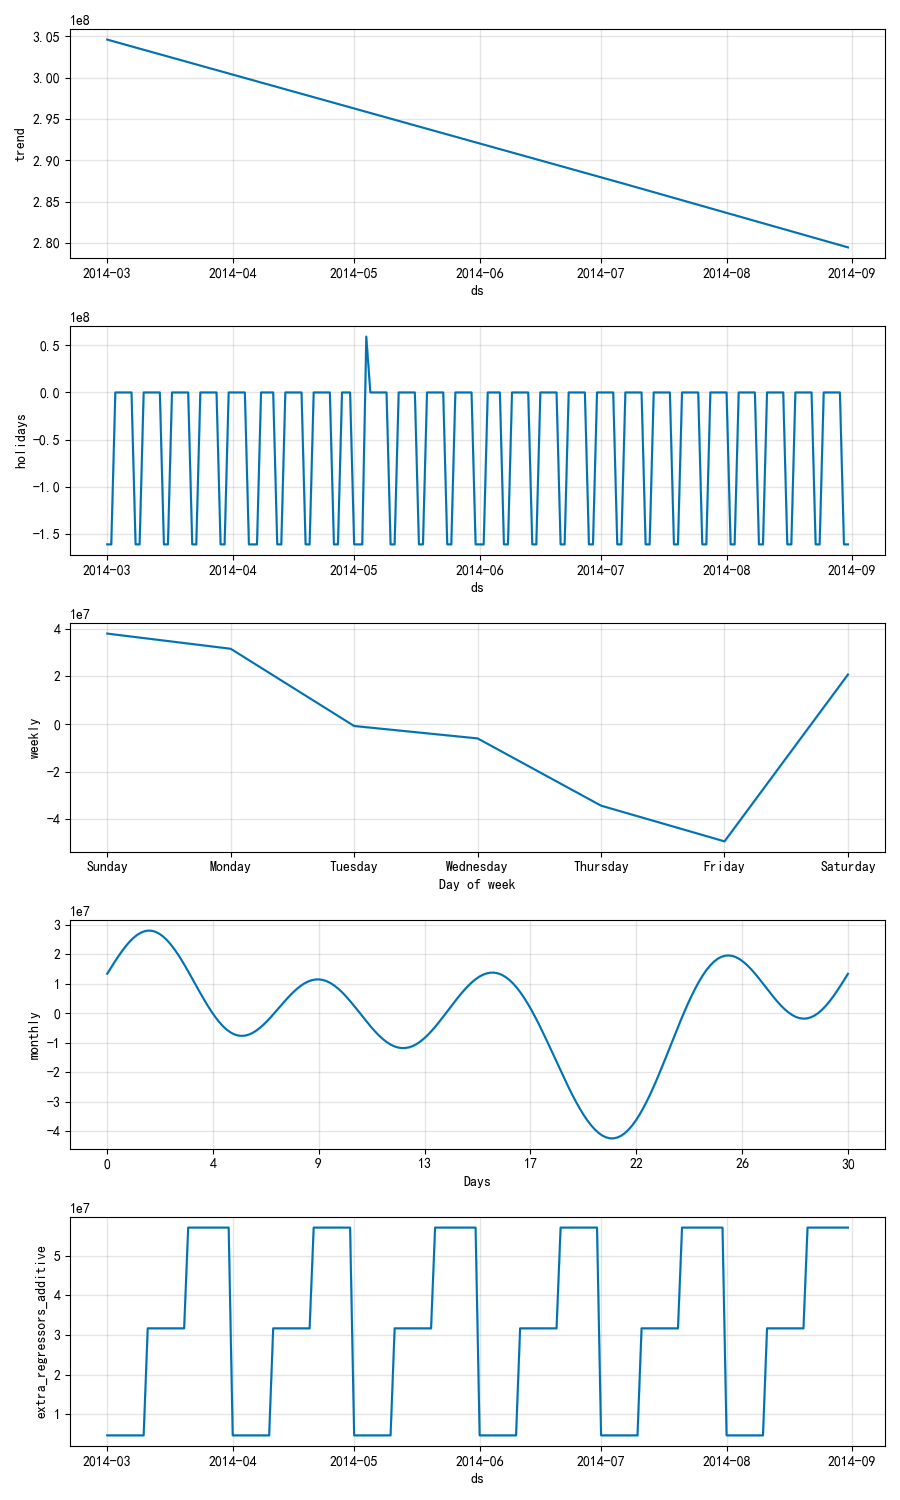 1e8
3.05
3.00
2.95
2.90
2.85
2.80
trend
2014-03 2014-04 2014-05 2014-06 2014-07 2014-08 2014-09
ds
1e8
0.5
0.0
−0.5
−1.0
−1.5
holidays
2014-03 2014-04 2014-05 2014-06 2014-07 2014-08 2014-09
ds
1e7
4
2
0
−2
−4
weekly
Sunday Monday Tuesday Wednesday Thursday Friday Saturday
Day of week
1e7
3
2
1
0
−1
−2
−3
−4
monthly
0 4 9 13 17 22 26 30
Days
1e7
5
4
3
2
1
extra_regressors_additive
2014-03 2014-04 2014-05 2014-06 2014-07 2014-08 2014-09
ds